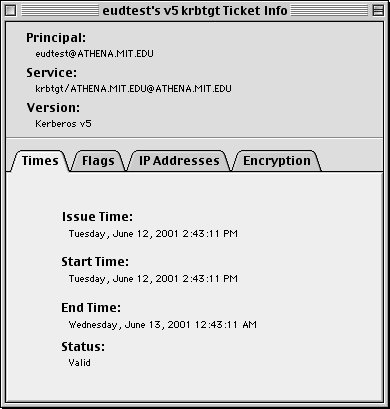 eudtest's v5 krbtgt Ticket Info
Principal:
eudtest@ATHENA.MIT.EDU
Service:
krbtgt/ATHENA.MIT.EDU@ATHENA.MIT.EDU
Version:
Kerberos v5
Times Flags IP Addresses Encryption
Issue Time:
Tuesday, June 12, 2001 2:43:11 PM
Start Time:
Tuesday, June 12, 2001 2:43:11 PM
End Time:
Wednesday, June 13, 2001 12:43:11 AM
Status:
Valid